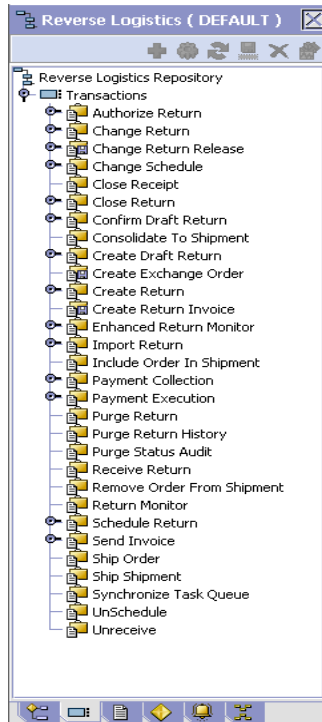 Reverse Logistics ( DEFAULT )
Reverse Logistics Repository
Transactions
Authorize Return
Change Return
Change Return Release
Change Schedule
Close Receipt
Close Return
Confirm Draft Return
Consolidate To Shipment
Create Draft Return
Create Exchange Order
Create Return
Create Return Invoice
Enhanced Return Monitor
Import Return
Include Order In Shipment
Payment Collection
Payment Execution
Purge Return
Purge Return History
Purge Status Audit
Receive Return
Remove Order From Shipment
Return Monitor
Schedule Return
Send Invoice
Ship Order
Ship Shipment
Synchronize Task Queue
UnSchedule
Unreceive